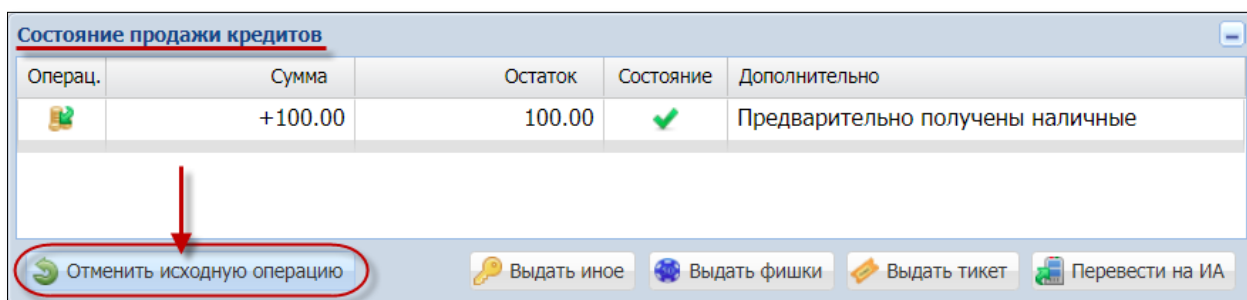 Состояние продажи кредитов
Операц. Сумма Остаток Состояние Дополнительно
+100.00 100.00 Предварительно получены наличные
Отменить исходную операцию Выдать иное Выдать фишки Выдать тикет Перевести на ИА